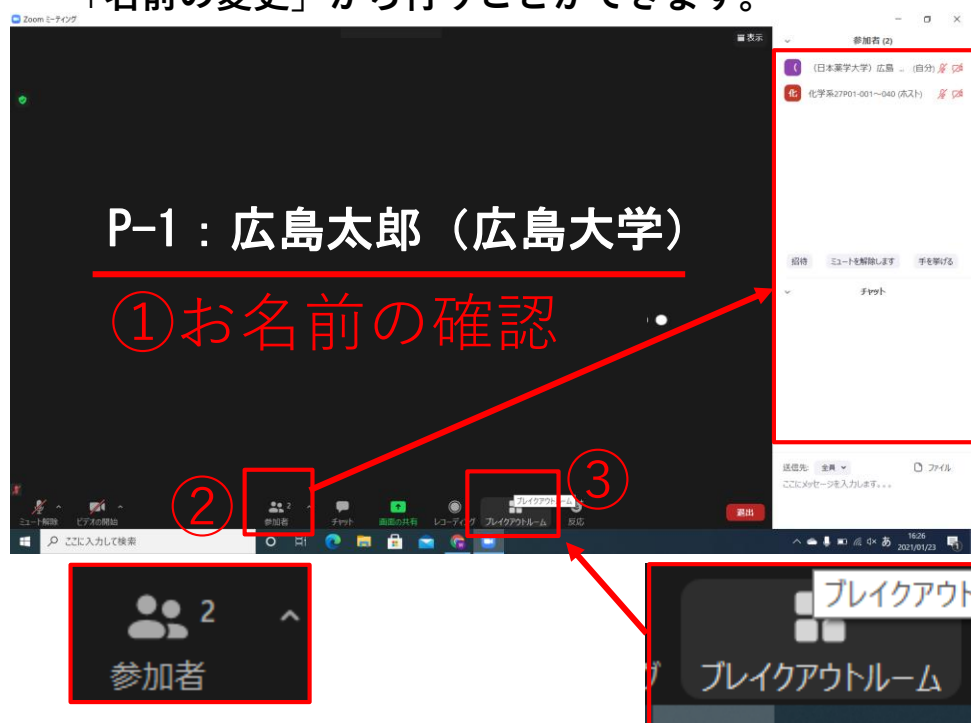 「名前の変更」から行うことができます。
Zoom ミーティング
表示
参加者 (2)
（日本薬学大学）広島 .. (自分)
化 化学系27P01-001～040 (ホスト)
P−1：広島太郎（広島大学）
①お名前の確認
招待 ミュートを解除します 手を挙げる
チャット
②
③
送信先: 全員 ファイル
ここにメッセージを入力します。。。
ブレイクアウトルーム
ミュート解除 ビデオの開始 参加者 2 チャット 画面の共有 レコーディング ブレイクアウトルーム 反応 退出
ここに入力して検索
あ 16:26
2021/01/23
2
参加者
ブレイクアウト
ブレイクアウトルーム